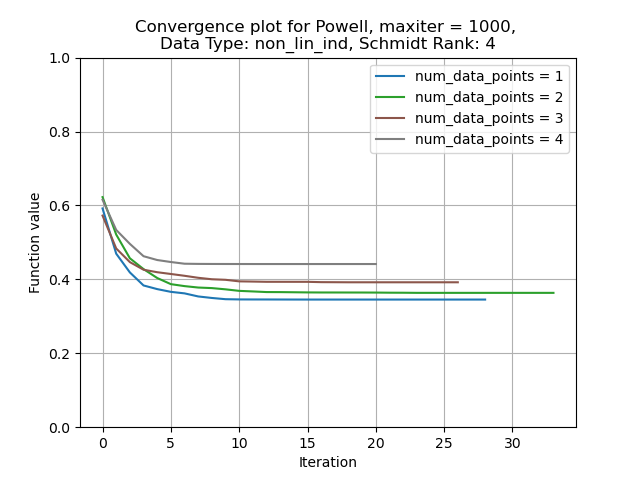 Convergence plot for Powell, maxiter = 1000,
Data Type: non_lin_ind, Schmidt Rank: 4
num_data_points = 1
num_data_points = 2
num_data_points = 3
num_data_points = 4
1.0
0.8
0.6
0.4
0.2
0.0
Function value
0 5 10 15 20 25 30
Iteration